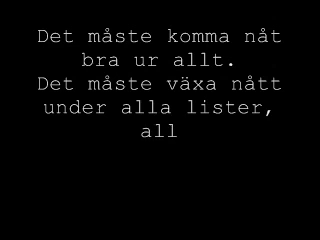 Det måste komma nåt
bra ur allt.
Det måste växa nått
under alla lister,
all